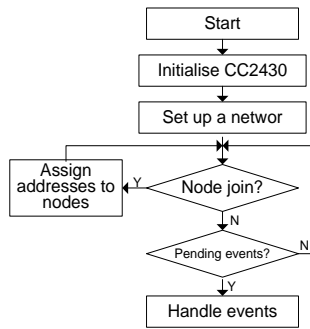 Start
Initialise CC2430
Set up a networ
Assign
addresses to
nodes
Y
Node join?
N
Pending events?
N
Y
Handle events